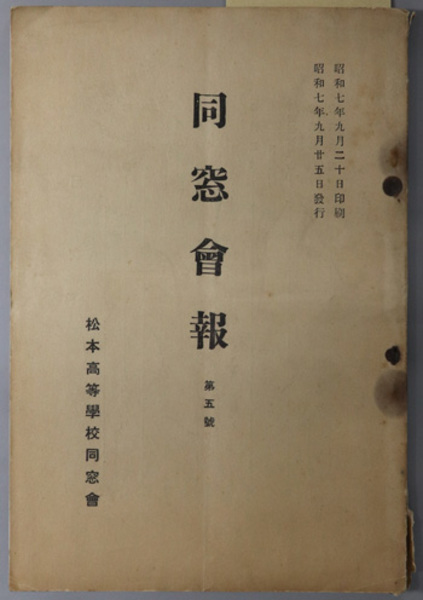 昭和七年九月二十日印刷
昭和七年九月廿五日發行
同窓會報
第五號
松本高等學校同窓會